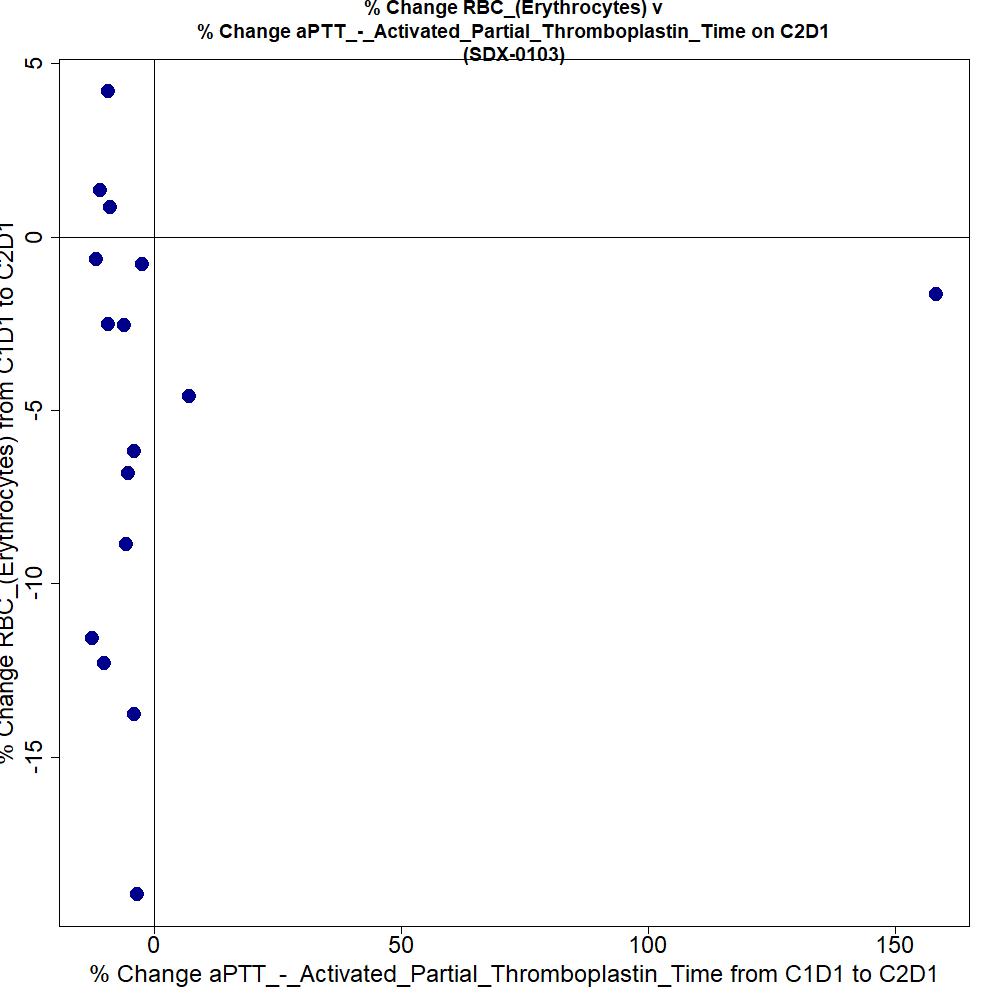 % Change RBC_(Erythrocytes) v
% Change aPTT_-_Activated_Partial_Thromboplastin_Time on C2D1
(SDX-0103)
% Change RBC_(Erythrocytes) from C1D1 to C2D1
5
0
-5
-10
-15
0
50
100
150
% Change aPTT_-_Activated_Partial_Thromboplastin_Time from C1D1 to C2D1